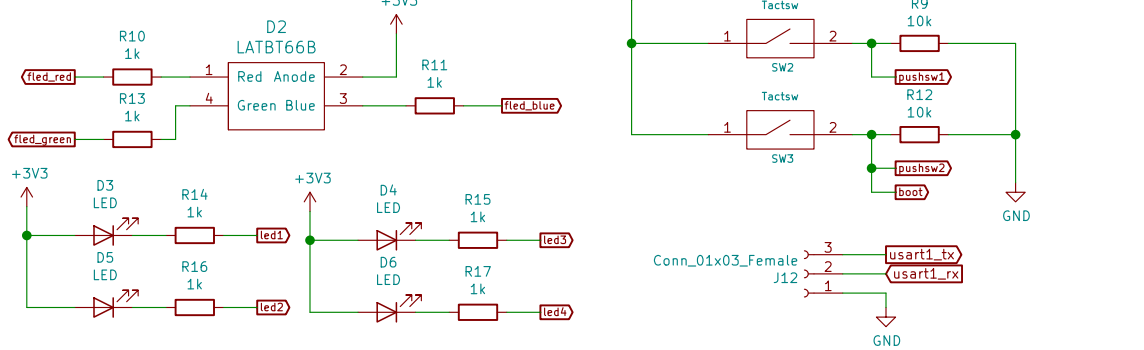 +3V3
D2
LATBT66B
R10
1k
fled_red
1
Red Anode
2
R11
1k
R13
1k
4
Green Blue
3
fled_blue
fled_green
+3V3
D3
LED
R14
1k
led1
D5
LED
R16
1k
led2
+3V3
D4
LED
R15
1k
led3
D6
LED
R17
1k
led4
Tactsw
1
2
SW2
R9
10k
pushsw1
Tactsw
1
2
SW3
R12
10k
pushsw2
boot
GND
Conn_01x03_Female
J12
3
usart1_tx
2
usart1_rx
1
GND